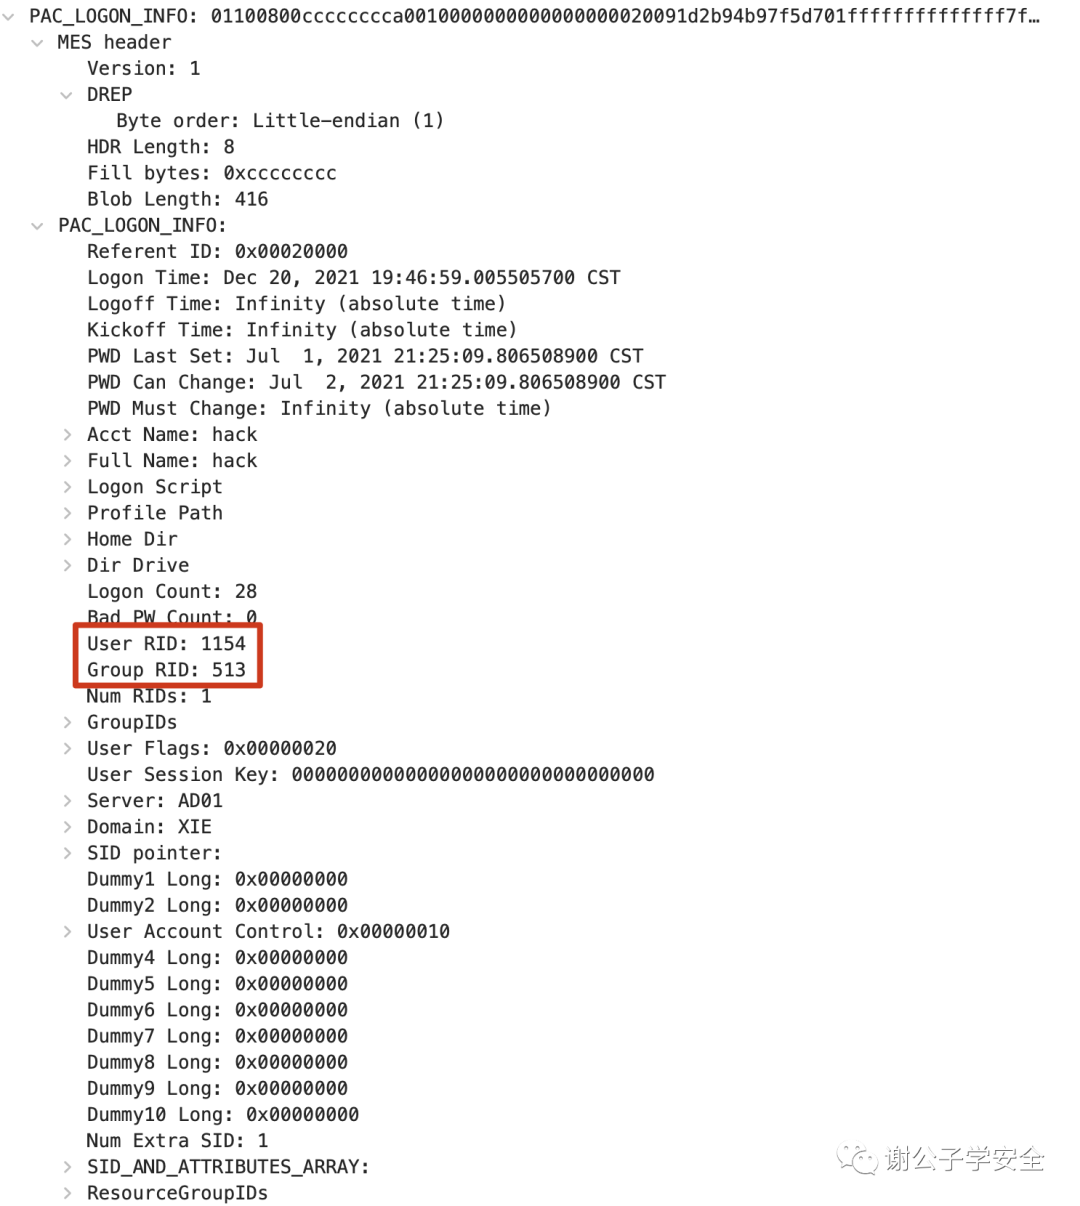 PAC_LOGON_INFO: 01100800cccccccca00100000000000000000020091d2b94b97f5d701ffffffffffffff7f…
MES header
Version: 1
DREP
Byte order: Little-endian (1)
HDR Length: 8
Fill bytes: 0xcccccccc
Blob Length: 416
PAC_LOGON_INFO:
Referent ID: 0x00020000
Logon Time: Dec 20, 2021 19:46:59.005505700 CST
Logoff Time: Infinity (absolute time)
Kickoff Time: Infinity (absolute time)
PWD Last Set: Jul  1, 2021 21:25:09.806508900 CST
PWD Can Change: Jul  2, 2021 21:25:09.806508900 CST
PWD Must Change: Infinity (absolute time)
Acct Name: hack
Full Name: hack
Logon Script
Profile Path
Home Dir
Dir Drive
Logon Count: 28
Bad PW Count: 0
User RID: 1154
Group RID: 513
Num RIDs: 1
GroupIDs
User Flags: 0x00000020
User Session Key: 00000000000000000000000000000000
Server: AD01
Domain: XIE
SID pointer:
Dummy1 Long: 0x00000000
Dummy2 Long: 0x00000000
User Account Control: 0x00000010
Dummy4 Long: 0x00000000
Dummy5 Long: 0x00000000
Dummy6 Long: 0x00000000
Dummy7 Long: 0x00000000
Dummy8 Long: 0x00000000
Dummy9 Long: 0x00000000
Dummy10 Long: 0x00000000
Num Extra SID: 1
SID_AND_ATTRIBUTES_ARRAY:
ResourceGroupIDs
谢公子学安全